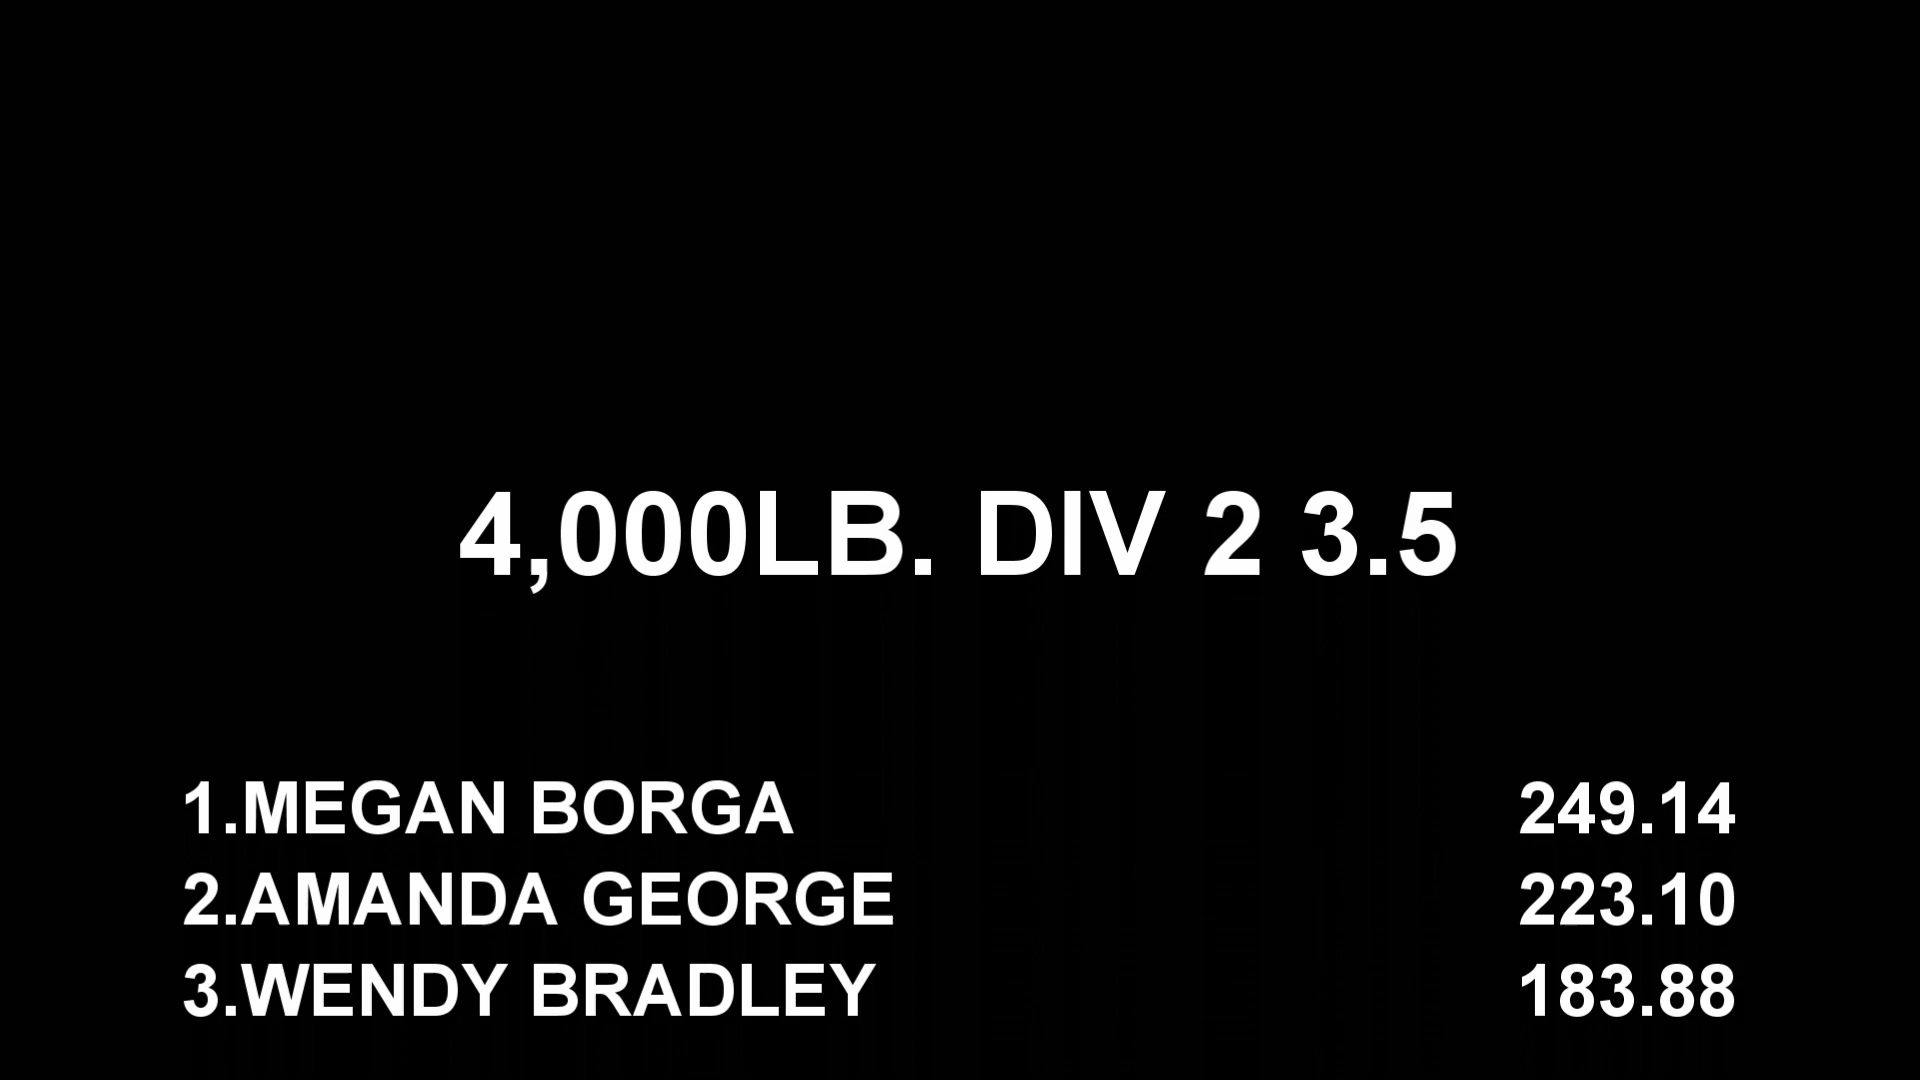 4,000LB. DIV 2 3.5
1.MEGAN BORGA 249.14
2.AMANDA GEORGE 223.10
3.WENDY BRADLEY 183.88